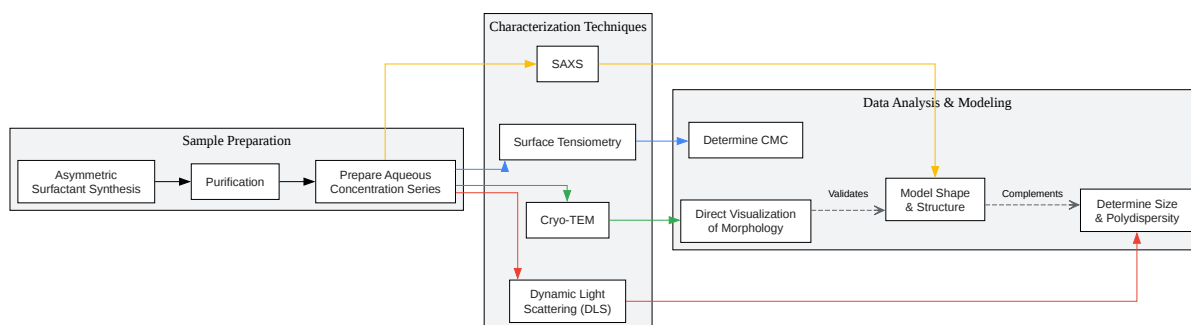 Characterization Techniques
SAXS
Data Analysis & Modeling
Sample Preparation
Surface Tensiometry
Determine CMC
Asymmetric
Surfactant Synthesis
Purification
Prepare Aqueous
Concentration Series
Validates
Model Shape
& Structure
Complements
Cryo-TEM
Direct Visualization
of Morphology
Determine Size
& Polydispersity
Dynamic Light
Scattering (DLS)